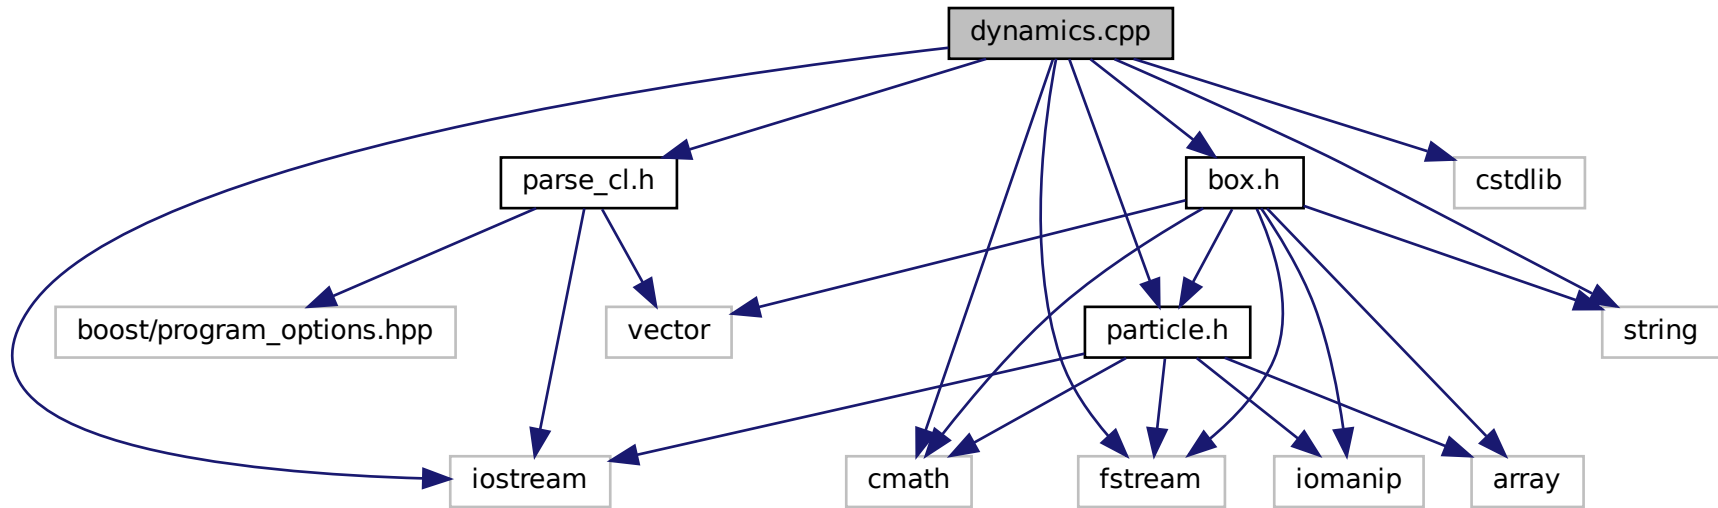 dynamics.cpp
parse_cl.h
box.h
cstdlib
boost/program_options.hpp
vector
particle.h
string
iostream
cmath
fstream
iomanip
array